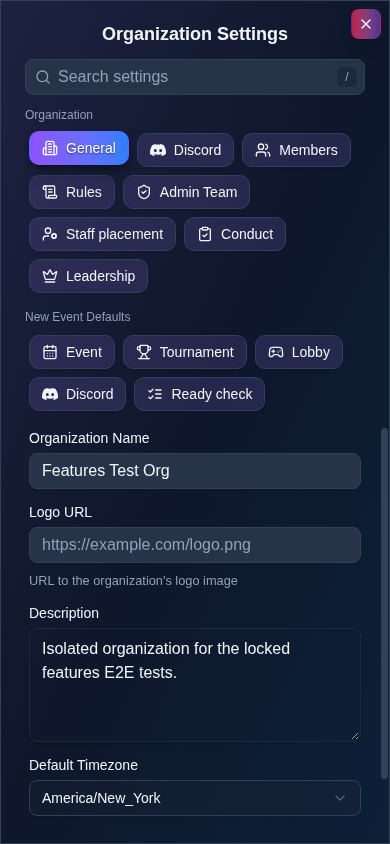 Organization Settings
Search settings /
Organization
General Discord Members
Rules Admin Team
Staff placement Conduct
Leadership
New Event Defaults
Event Tournament Lobby
Discord Ready check
Organization Name
Features Test Org
Logo URL
https://example.com/logo.png
URL to the organization's logo image
Description
Isolated organization for the locked
features E2E tests.
Default Timezone
America/New_York